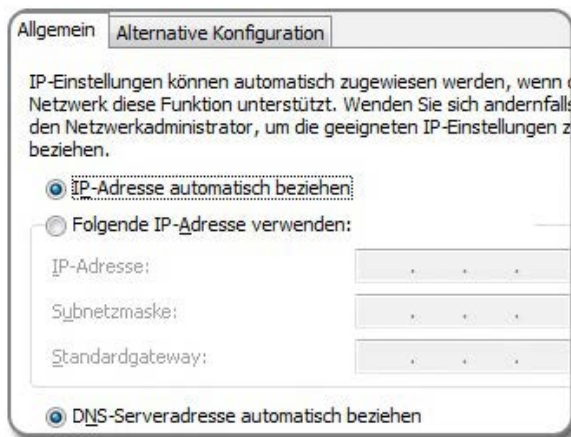 Allgemein
Alternative Konfiguration
IP-Einstellungen können automatisch zugewiesen werden, wenn
Netzwerk diese Funktion unterstützt. Wenden Sie sich andernfalls
den Netzwerkadministrator, um die geeigneten IP-Einstellungen z
beziehen.
IP-Adresse automatisch beziehen
Folgende IP-Adresse verwenden:
IP-Adresse:
Subnetzmaske:
Standardgateway:
DNS-Serveradresse automatisch beziehen